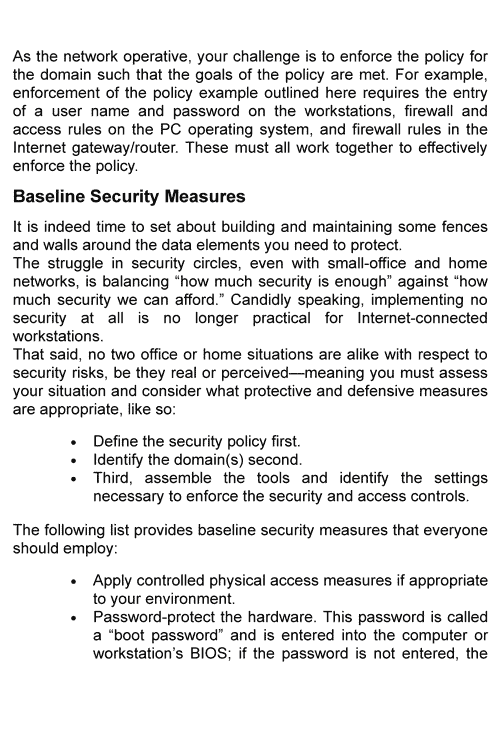 As the network operative, your challenge is to enforce the policy for
the domain such that the goals of the policy are met. For example,
enforcement of the policy example outlined here requires the entry
of a user name and password on the workstations, firewall and
access rules on the PC operating system, and firewall rules in the
Internet gateway/router. These must all work together to effectively
enforce the policy.
Baseline Security Measures
It is indeed time to set about building and maintaining some fences
and walls around the data elements you need to protect.
The struggle in security circles, even with small-office and home
networks, is balancing “how much security is enough” against “how
much security we can afford.” Candidly speaking, implementing no
security at all is no longer practical for Internet-connected
workstations.
That said, no two office or home situations are alike with respect to
security risks, be they real or perceived—meaning you must assess
your situation and consider what protective and defensive measures
are appropriate, like so:
• Define the security policy first.
• Identify the domain(s) second.
• Third, assemble the tools and identify the settings
necessary to enforce the security and access controls.
The following list provides baseline security measures that everyone
should employ:
• Apply controlled physical access measures if appropriate
to your environment.
• Password-protect the hardware. This password is called
a “boot password” and is entered into the computer or
workstation’s BIOS; if the password is not entered, the